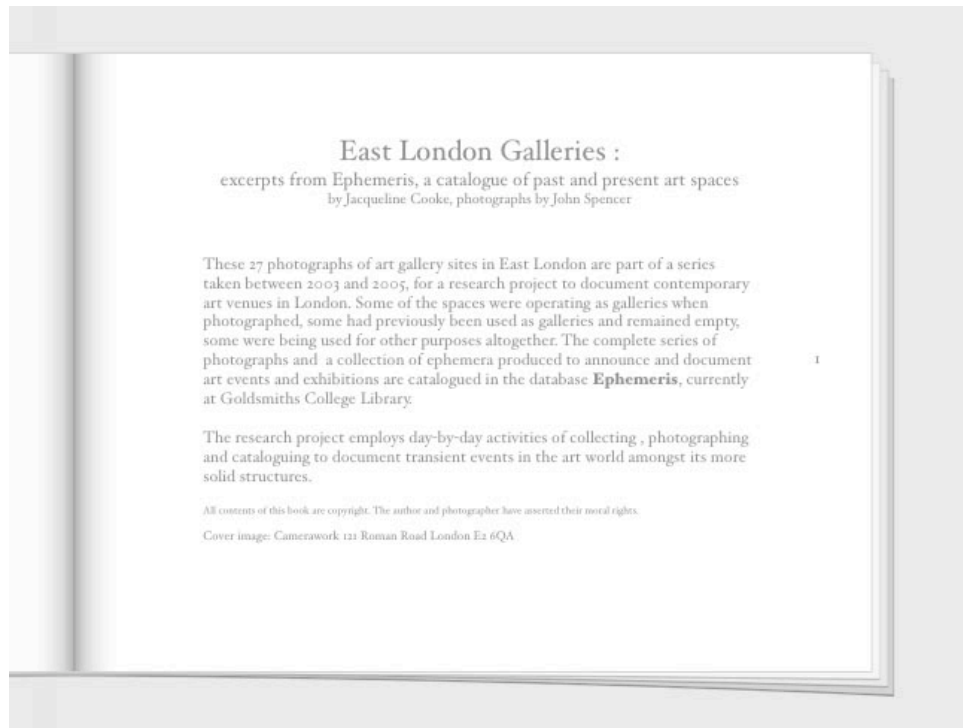 East London Galleries :
excerpts from Ephemeris, a catalogue of past and present art spaces
by Jacqueline Cooke, photographs by John Spencer
These 27 photographs of art gallery sites in East London are part of a series
taken between 2003 and 2005, for a research project to document contemporary
art venues in London. Some of the spaces were operating as galleries when
photographed, some had previously been used as galleries and remained empty,
some were being used for other purposes altogether. The complete series of
photographs and a collection of ephemera produced to announce and document
art events and exhibitions are catalogued in the database Ephemeris, currently
at Goldsmiths College Library.
The research project employs day-by-day activities of collecting , photographing
and cataloguing to document transient events in the art world amongst its more
solid structures.
All contents of this book are copyright. The author and photographer have asserted their moral rights.
Cover image: Camerawork 121 Roman Road London E2 6QA
1